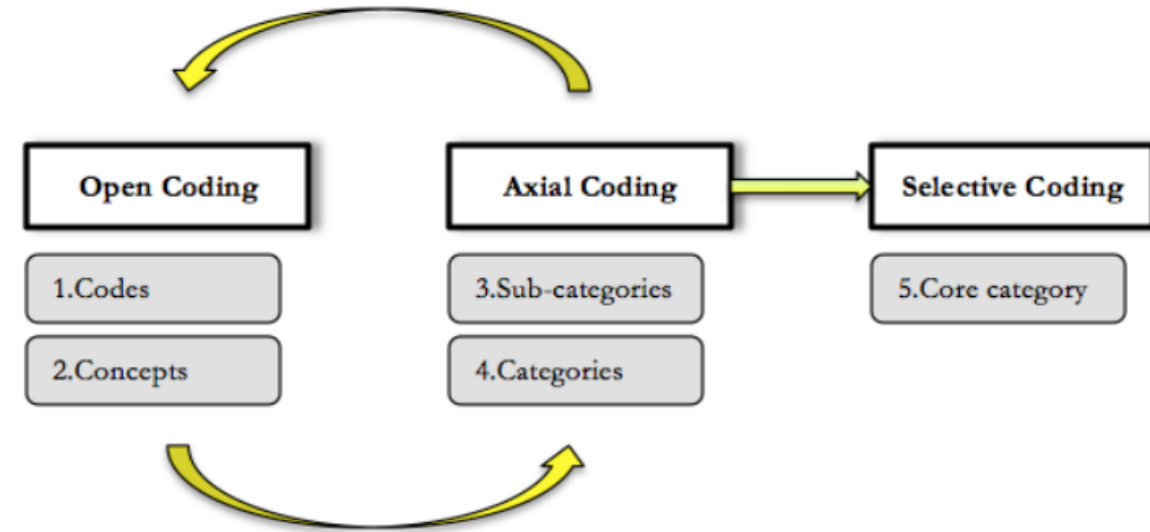 Open Coding
Axial Coding
Selective Coding
1.Codes
3.Sub-categories
5.Core category
2.Concepts
4.Categories